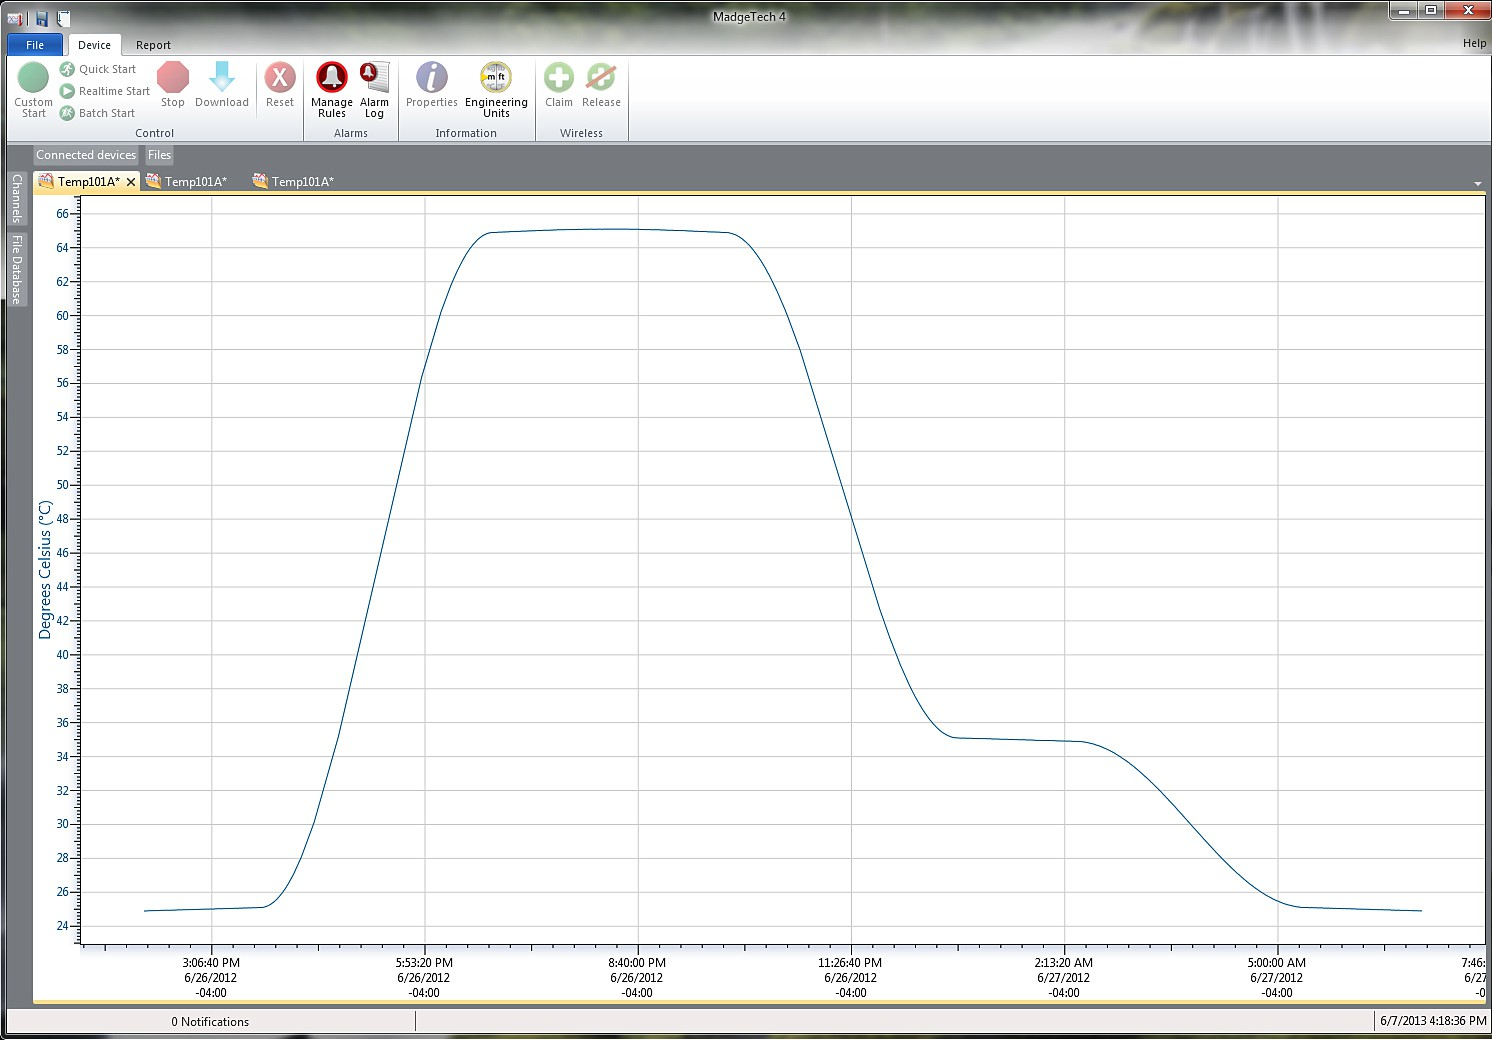 MadgeTech 4
File Device Report Help
Custom Start
Quick Start
Realtime Start
Batch Start
Stop
Download
Reset
Manage Rules
Alarm Log
Properties
Engineering Units
Claim
Release
Control Alarms Information Wireless
Connected devices Files
Channels
File Database
Temp101A* Temp101A* Temp101A*
Degrees Celsius (°C)
66
64
62
60
58
56
54
52
50
48
46
44
42
40
38
36
34
32
30
28
26
24
3:06:40 PM 5:53:20 PM 8:40:00 PM 11:26:40 PM 2:13:20 AM 5:00:00 AM 7:46:
6/26/2012 6/26/2012 6/26/2012 6/26/2012 6/27/2012 6/27/2012 6/27
-04:00 -04:00 -04:00 -04:00 -04:00 -04:00 -0
0 Notifications 6/7/2013 4:18:36 PM